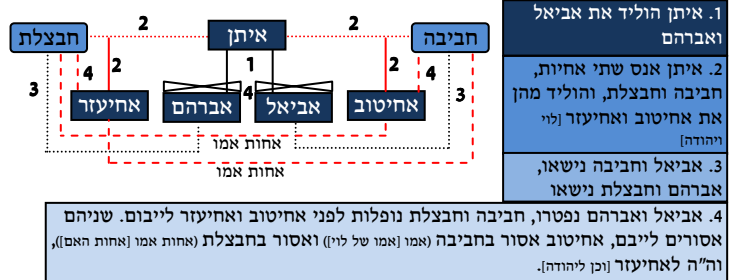 1. איתן הוליד את אביאל
ואברהם
2. איתן אנס שתי אחיות,
חביבה וחבצלת, והוליד מהן
את אחיטוב ואחיעזר [לוי
ויהודה]
3. אביאל וחביבה נישאו,
אברהם וחבצלת נישאו
חביבה
2
איתן
2
חבצלת
1
2
4
2
4
3
3
4
אחיטוב
אביאל
אברהם
אחיעזר
אחות אמו
אחות אמו
4. אביאל ואברהם נפטרו, חביבה וחבצלת נופלות לפני אחיטוב ואחיעזר לייבום. שניהם
אסורים לייבם, אחיטוב אסור בחביבה (אמו [אמו של לוי]) ואסור בחבצלת (אחות אמו [אחות האם]),
וה"ה לאחיעזר [וכן ליהודה].